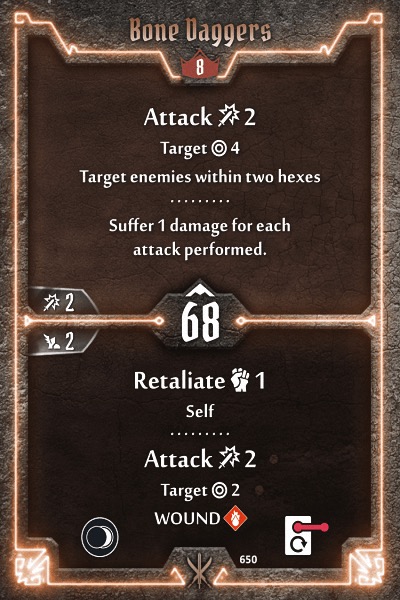 Bone Daggers
8
Attack 2
Target 4
Target enemies within two hexes
Suffer 1 damage for each
attack performed.
2
68
2
Retaliate 1
Self
Attack 2
Target 2
WOUND
650